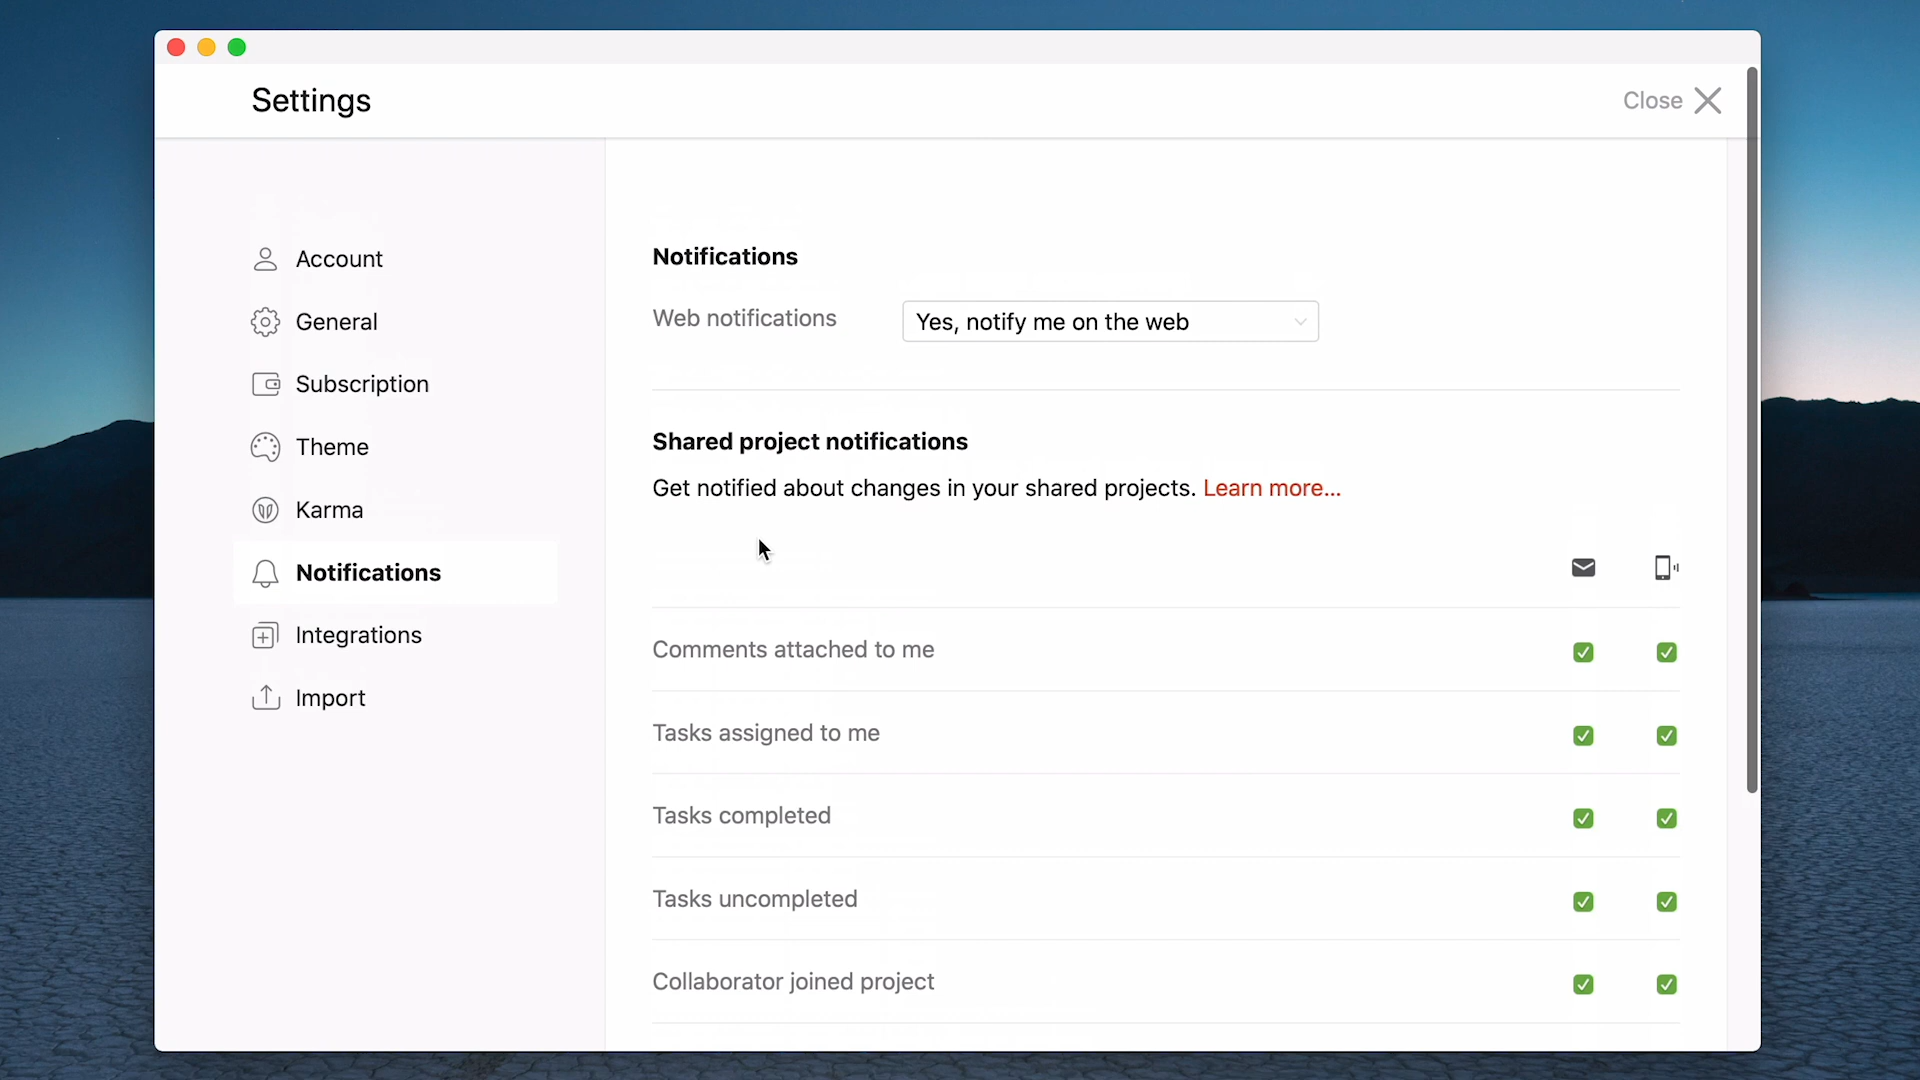 Settings
Close
Account
General
Subscription
Theme
Karma
Notifications
Integrations
Import
Notifications
Web notifications
Yes, notify me on the web
Shared project notifications
Get notified about changes in your shared projects. Learn more...
Comments attached to me
Tasks assigned to me
Tasks completed
Tasks uncompleted
Collaborator joined project